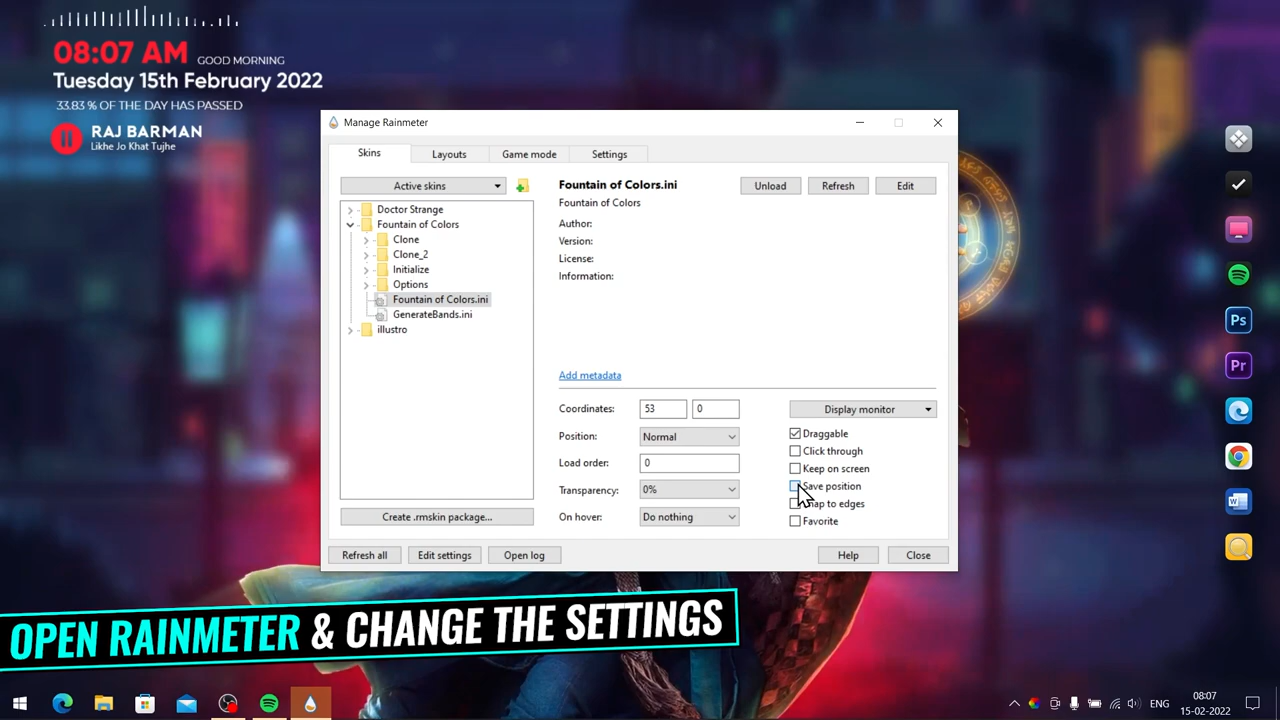 08:07 AM GOOD MORNING
Tuesday 15th February 2022
33.83 % OF THE DAY HAS PASSED
RAJ BARMAN
Likhe Jo Khat Tujhe
Manage Rainmeter
Skins Layouts Game mode Settings
Active skins
Doctor Strange
Fountain of Colors
Clone
Clone_2
Initialize
Options
Fountain of Colors.ini
GenerateBands.ini
illustro
Create .rmskin package...
Fountain of Colors.ini Unload Refresh Edit
Fountain of Colors
Author:
Version:
License:
Information:
Add metadata
Coordinates: 53 0
Position: Normal
Load order: 0
Transparency: 0%
On hover: Do nothing
Display monitor
Draggable
Click through
Keep on screen
Save position
to edges
Favorite
Refresh all Edit settings Open log Help Close
Ps
Pr
W
OPEN RAINMETER & CHANGE THE SETTINGS
ENG
08:07
15-02-2022